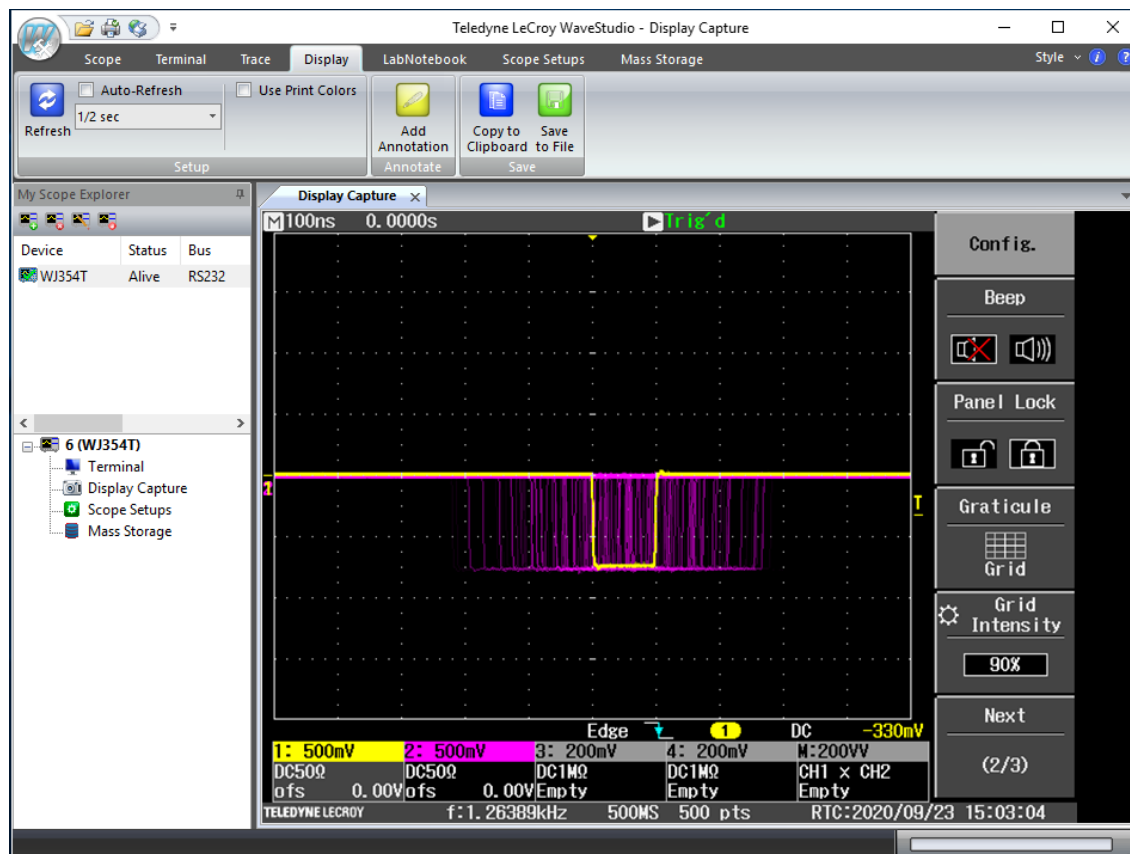 Teledyne LeCroy WaveStudio - Display Capture
Scope Terminal Trace Display LabNotebook Scope Setups Mass Storage Style
Auto-Refresh Use Print Colors
1/2 sec
Refresh
Add Annotation
Copy to Clipboard
Save to File
Setup Annotate Save
My Scope Explorer
Device Status Bus
WJ354T Alive RS232
6 (WJ354T)
Terminal
Display Capture
Scope Setups
Mass Storage
Display Capture
M 100ns 0.0000s Trig'd
T
Edge 1 DC -330mV
1: 500mV 2: 500mV 3: 200mV 4: 200mV M:200VV
DC50Ω DC50Ω DC1MΩ DC1MΩ CH1 × CH2
ofs 0.00V ofs 0.00V Empty Empty Empty
TELEDYNE LECROY f:1.26389kHz 500MS 500 pts RTC:2020/09/23 15:03:04
Config.
Beep
Panel Lock
Graticule
Grid
Grid
Intensity
90%
Next
(2/3)